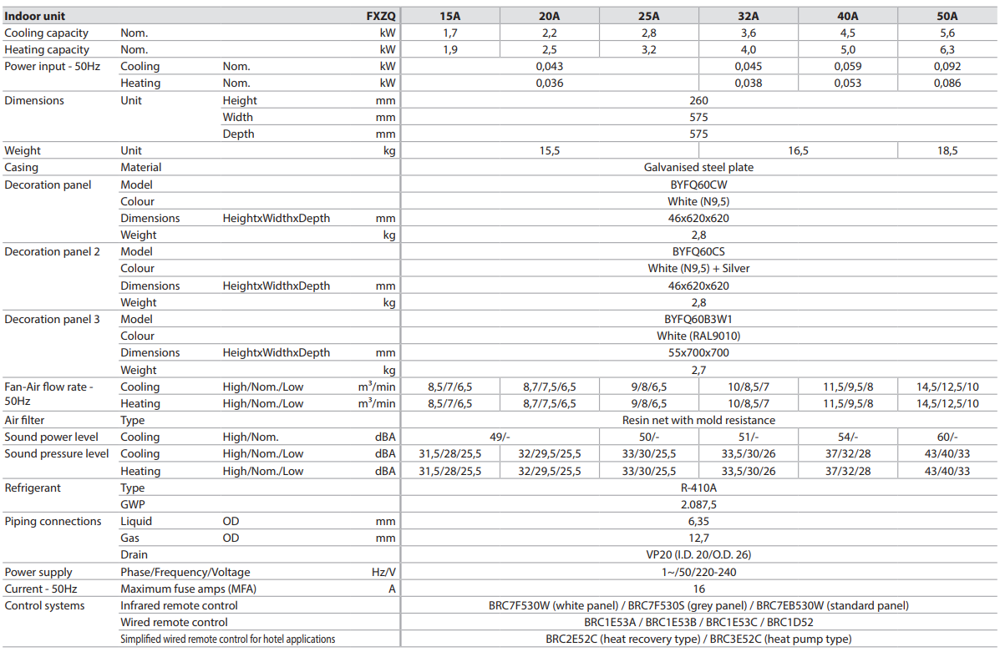 Indoor unit FXZQ 15A 20A 25A 32A 40A 50A
Cooling capacity Nom. kW 1,7 2,2 2,8 3,6 4,5 5,6
Heating capacity Nom. kW 1,9 2,5 3,2 4,0 5,0 6,3
Power input - 50Hz Cooling Nom. kW 0,043 0,045 0,059 0,092
Heating Nom. kW 0,036 0,038 0,053 0,086
Dimensions Unit Height mm 260
Width mm 575
Depth mm 575
Weight Unit kg 15,5 16,5 18,5
Casing Material Galvanised steel plate
Decoration panel Model BYFQ60CW
Colour White (N9,5)
Dimensions HeightxWidthxDepth mm 46x620x620
Weight kg 2,8
Decoration panel 2 Model BYFQ60CS
Colour White (N9,5) + Silver
Dimensions HeightxWidthxDepth mm 46x620x620
Weight kg 2,8
Decoration panel 3 Model BYFQ60B3W1
Colour White (RAL9010)
Dimensions HeightxWidthxDepth mm 55x700x700
Weight kg 2,7
Fan-Air flow rate - Cooling High/Nom./Low m³/min 8,5/7/6,5 8,7/7,5/6,5 9/8/6,5 10/8,5/7 11,5/9,5/8 14,5/12,5/10
50Hz Heating High/Nom./Low m³/min 8,5/7/6,5 8,7/7,5/6,5 9/8/6,5 10/8,5/7 11,5/9,5/8 14,5/12,5/10
Air filter Type Resin net with mold resistance
Sound power level Cooling High/Nom. dBA 49/- 50/- 51/- 54/- 60/-
Sound pressure level Cooling High/Nom./Low dBA 31,5/28/25,5 32/29,5/25,5 33/30/25,5 33,5/30/26 37/32/28 43/40/33
Heating High/Nom./Low dBA 31,5/28/25,5 32/29,5/25,5 33/30/25,5 33,5/30/26 37/32/28 43/40/33
Refrigerant Type R-410A
GWP 2.087,5
Piping connections Liquid OD mm 6,35
Gas OD mm 12,7
Drain VP20 (I.D. 20/O.D. 26)
Power supply Phase/Frequency/Voltage Hz/V 1~/50/220-240
Current - 50Hz Maximum fuse amps (MFA) A 16
Control systems Infrared remote control BRC7F530W (white panel) / BRC7F530S (grey panel) / BRC7EB530W (standard panel)
Wired remote control BRC1E53A / BRC1E53B / BRC1E53C / BRC1D52
Simplified wired remote control for hotel applications BRC2E52C (heat recovery type) / BRC3E52C (heat pump type)